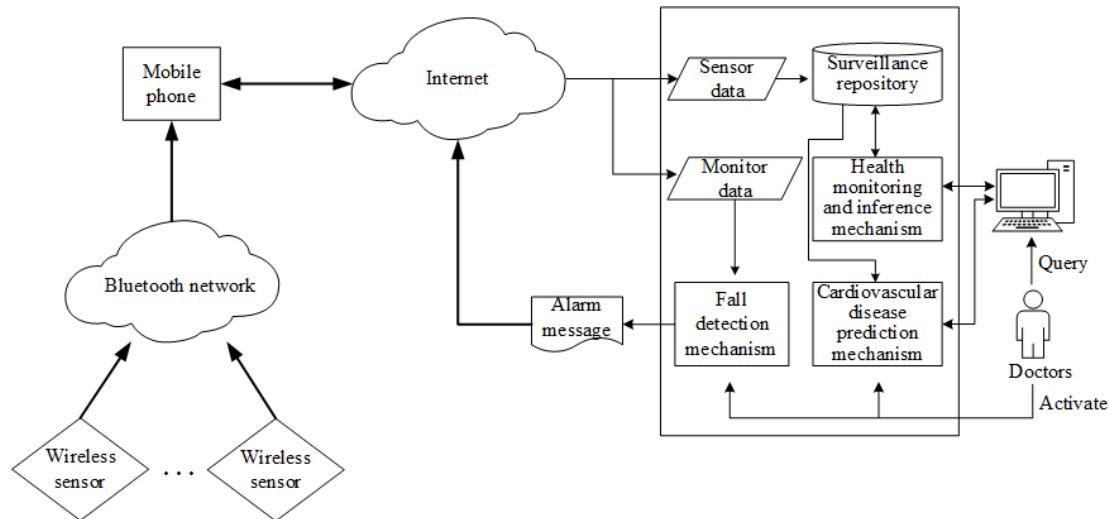 Mobile
phone
Internet
Sensor
data
Surveillance
repository
Monitor
data
Health
monitoring
and inference
mechanism
Bluetooth network
Query
Alarm
message
Fall
detection
mechanism
Cardiovascular
disease
prediction
mechanism
Doctors
Activate
Wireless
sensor
...
Wireless
sensor